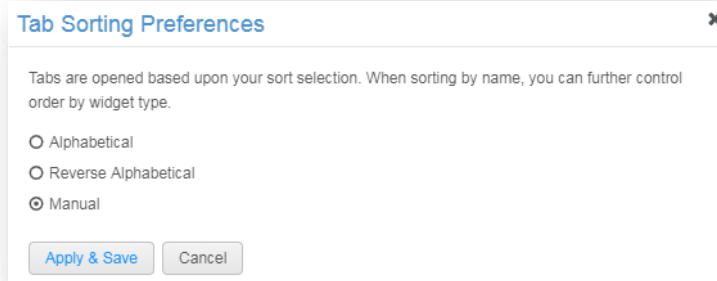 Tab Sorting Preferences
Tabs are opened based upon your sort selection. When sorting by name, you can further control
order by widget type.
Alphabetical
Reverse Alphabetical
Manual
Apply & Save Cancel